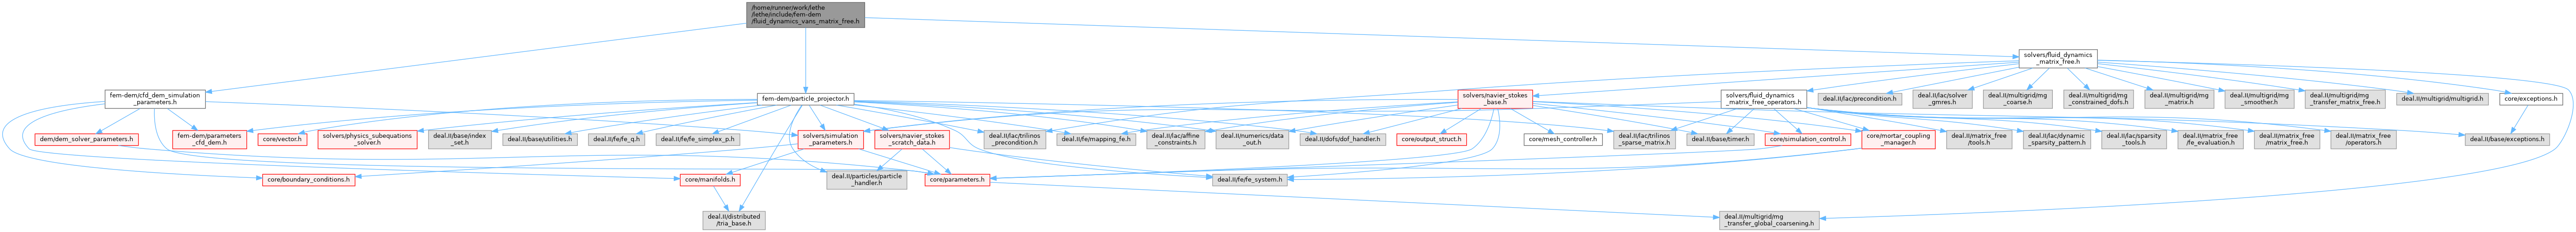 /home/runner/work/lethe
/lethe/include/fem-dem
/fluid_dynamics_vans_matrix_free.h
solvers/fluid_dynamics
_matrix_free.h
fem-dem/cfd_dem_simulation
_parameters.h
fem-dem/particle_projector.h
solvers/navier_stokes
_base.h
solvers/fluid_dynamics
_matrix_free_operators.h
deal.II/lac/precondition.h
deal.II/lac/solver
_gmres.h
deal.II/multigrid/mg
_coarse.h
deal.II/multigrid/mg
_constrained_dofs.h
deal.II/multigrid/mg
_matrix.h
deal.II/multigrid/mg
_smoother.h
deal.II/multigrid/mg
_transfer_matrix_free.h
deal.II/multigrid/multigrid.h
core/exceptions.h
dem/dem_solver_parameters.h
fem-dem/parameters
_cfd_dem.h
core/vector.h
solvers/physics_subequations
_solver.h
deal.II/base/index
_set.h
deal.II/base/utilities.h
deal.II/fe/fe_q.h
deal.II/fe/fe_simplex_p.h
solvers/simulation
_parameters.h
solvers/navier_stokes
_scratch_data.h
deal.II/lac/trilinos
_precondition.h
deal.II/fe/mapping_fe.h
deal.II/lac/affine
_constraints.h
deal.II/numerics/data
_out.h
deal.II/dofs/dof_handler.h
core/output_struct.h
core/mesh_controller.h
deal.II/lac/trilinos
_sparse_matrix.h
deal.II/base/timer.h
core/simulation_control.h
core/mortar_coupling
_manager.h
deal.II/matrix_free
/tools.h
deal.II/lac/dynamic
_sparsity_pattern.h
deal.II/lac/sparsity
_tools.h
deal.II/matrix_free
/fe_evaluation.h
deal.II/matrix_free
/matrix_free.h
deal.II/matrix_free
/operators.h
deal.II/base/exceptions.h
core/boundary_conditions.h
core/manifolds.h
deal.II/particles/particle
_handler.h
core/parameters.h
deal.II/fe/fe_system.h
deal.II/distributed
/tria_base.h
deal.II/multigrid/mg
_transfer_global_coarsening.h